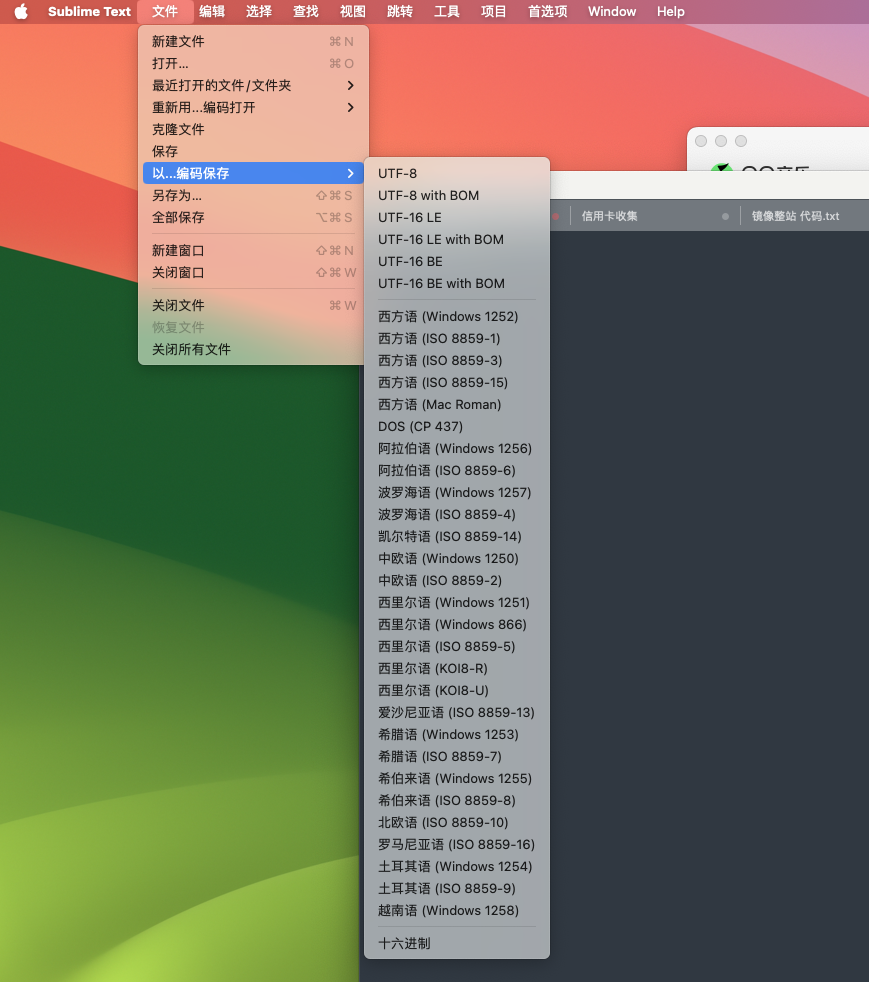 Sublime Text 文件 编辑 选择 查找 视图 跳转 工具 项目 首选项 Window Help
新建文件 ⌘N
打开... ⌘O
最近打开的文件/文件夹
重新用...编码打开
克隆文件
保存
以...编码保存
另存为... ⇧⌘S
全部保存 ⌥⌘S
新建窗口 ⇧⌘N
关闭窗口 ⇧⌘W
关闭文件 ⌘W
恢复文件
关闭所有文件
UTF-8
UTF-8 with BOM
UTF-16 LE
UTF-16 LE with BOM
UTF-16 BE
UTF-16 BE with BOM
西方语 (Windows 1252)
西方语 (ISO 8859-1)
西方语 (ISO 8859-3)
西方语 (ISO 8859-15)
西方语 (Mac Roman)
DOS (CP 437)
阿拉伯语 (Windows 1256)
阿拉伯语 (ISO 8859-6)
波罗海语 (Windows 1257)
波罗海语 (ISO 8859-4)
凯尔特语 (ISO 8859-14)
中欧语 (Windows 1250)
中欧语 (ISO 8859-2)
西里尔语 (Windows 1251)
西里尔语 (Windows 866)
西里尔语 (ISO 8859-5)
西里尔语 (KOI8-R)
西里尔语 (KOI8-U)
爱沙尼亚语 (ISO 8859-13)
希腊语 (Windows 1253)
希腊语 (ISO 8859-7)
希伯来语 (Windows 1255)
希伯来语 (ISO 8859-8)
北欧语 (ISO 8859-10)
罗马尼亚语 (ISO 8859-16)
土耳其语 (Windows 1254)
土耳其语 (ISO 8859-9)
越南语 (Windows 1258)
十六进制
QQ音乐
信用卡收集
镜像整站 代码.txt